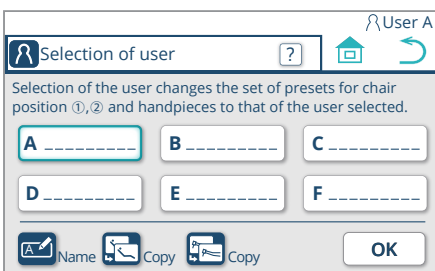 User A
Selection of user ?
Selection of the user changes the set of presets for chair
position ①,② and handpieces to that of the user selected.
A _________ B _________ C _________
D _________ E _________ F _________
A Name Copy Copy OK